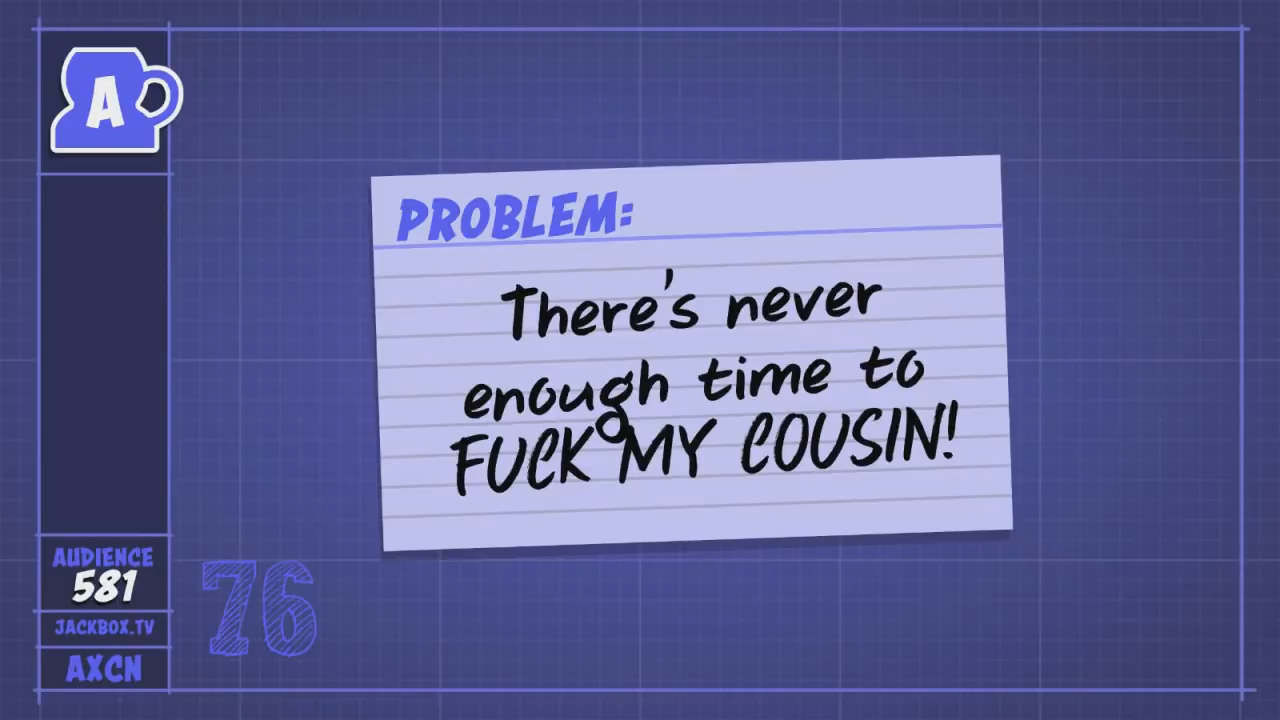 A
PROBLEM:
There's never
enough time to
FUCK MY COUSIN!
AUDIENCE
581
JACKBOX.TV
AXCN
76